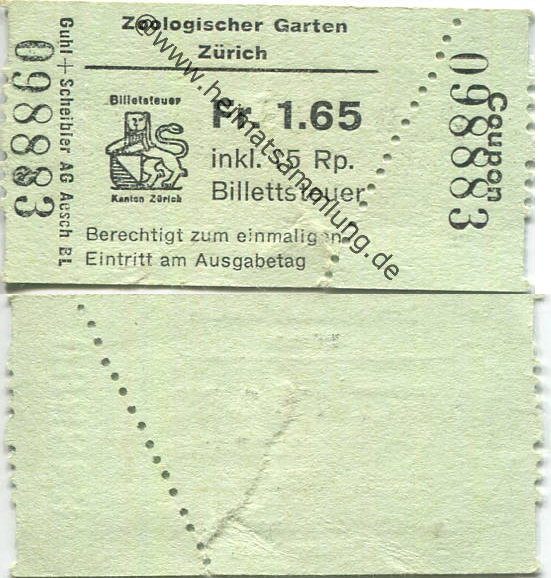 Zoologischer Garten
Zürich
Guhl + Scheibler AG Aesch BL
098883
Billetsteuer
Kanton Zürich
Fr. 1.65
inkl. 15 Rp.
Billettsteuer
Berechtigt zum einmaligen
Eintritt am Ausgabetag
Coupon
098883
@www.heimatsammlung.de